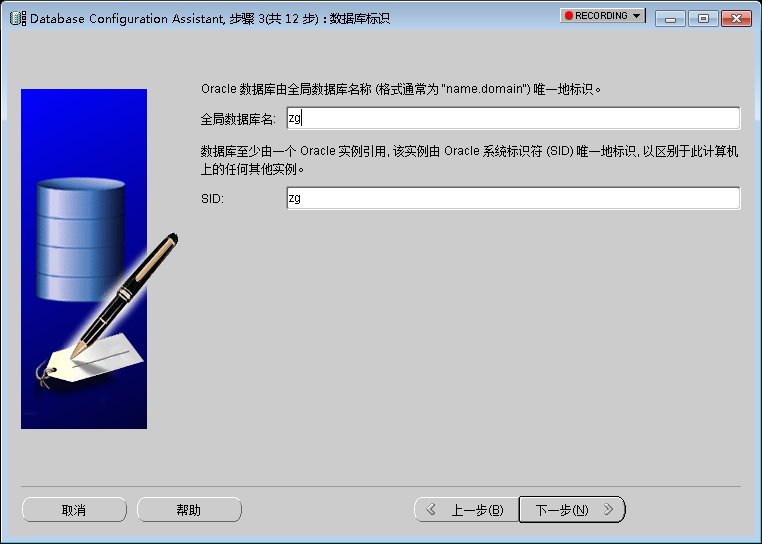 Database Configuration Assistant, 步骤 3(共 12 步) : 数据库标识
RECORDING
Oracle 数据库由全局数据库名称 (格式通常为 "name.domain") 唯一地标识。
全局数据库名: zg
数据库至少由一个 Oracle 实例引用, 该实例由 Oracle 系统标识符 (SID) 唯一地标识, 以区别于此计算机
上的任何其他实例。
SID: zg
取消 帮助 上一步(B) 下一步(N)